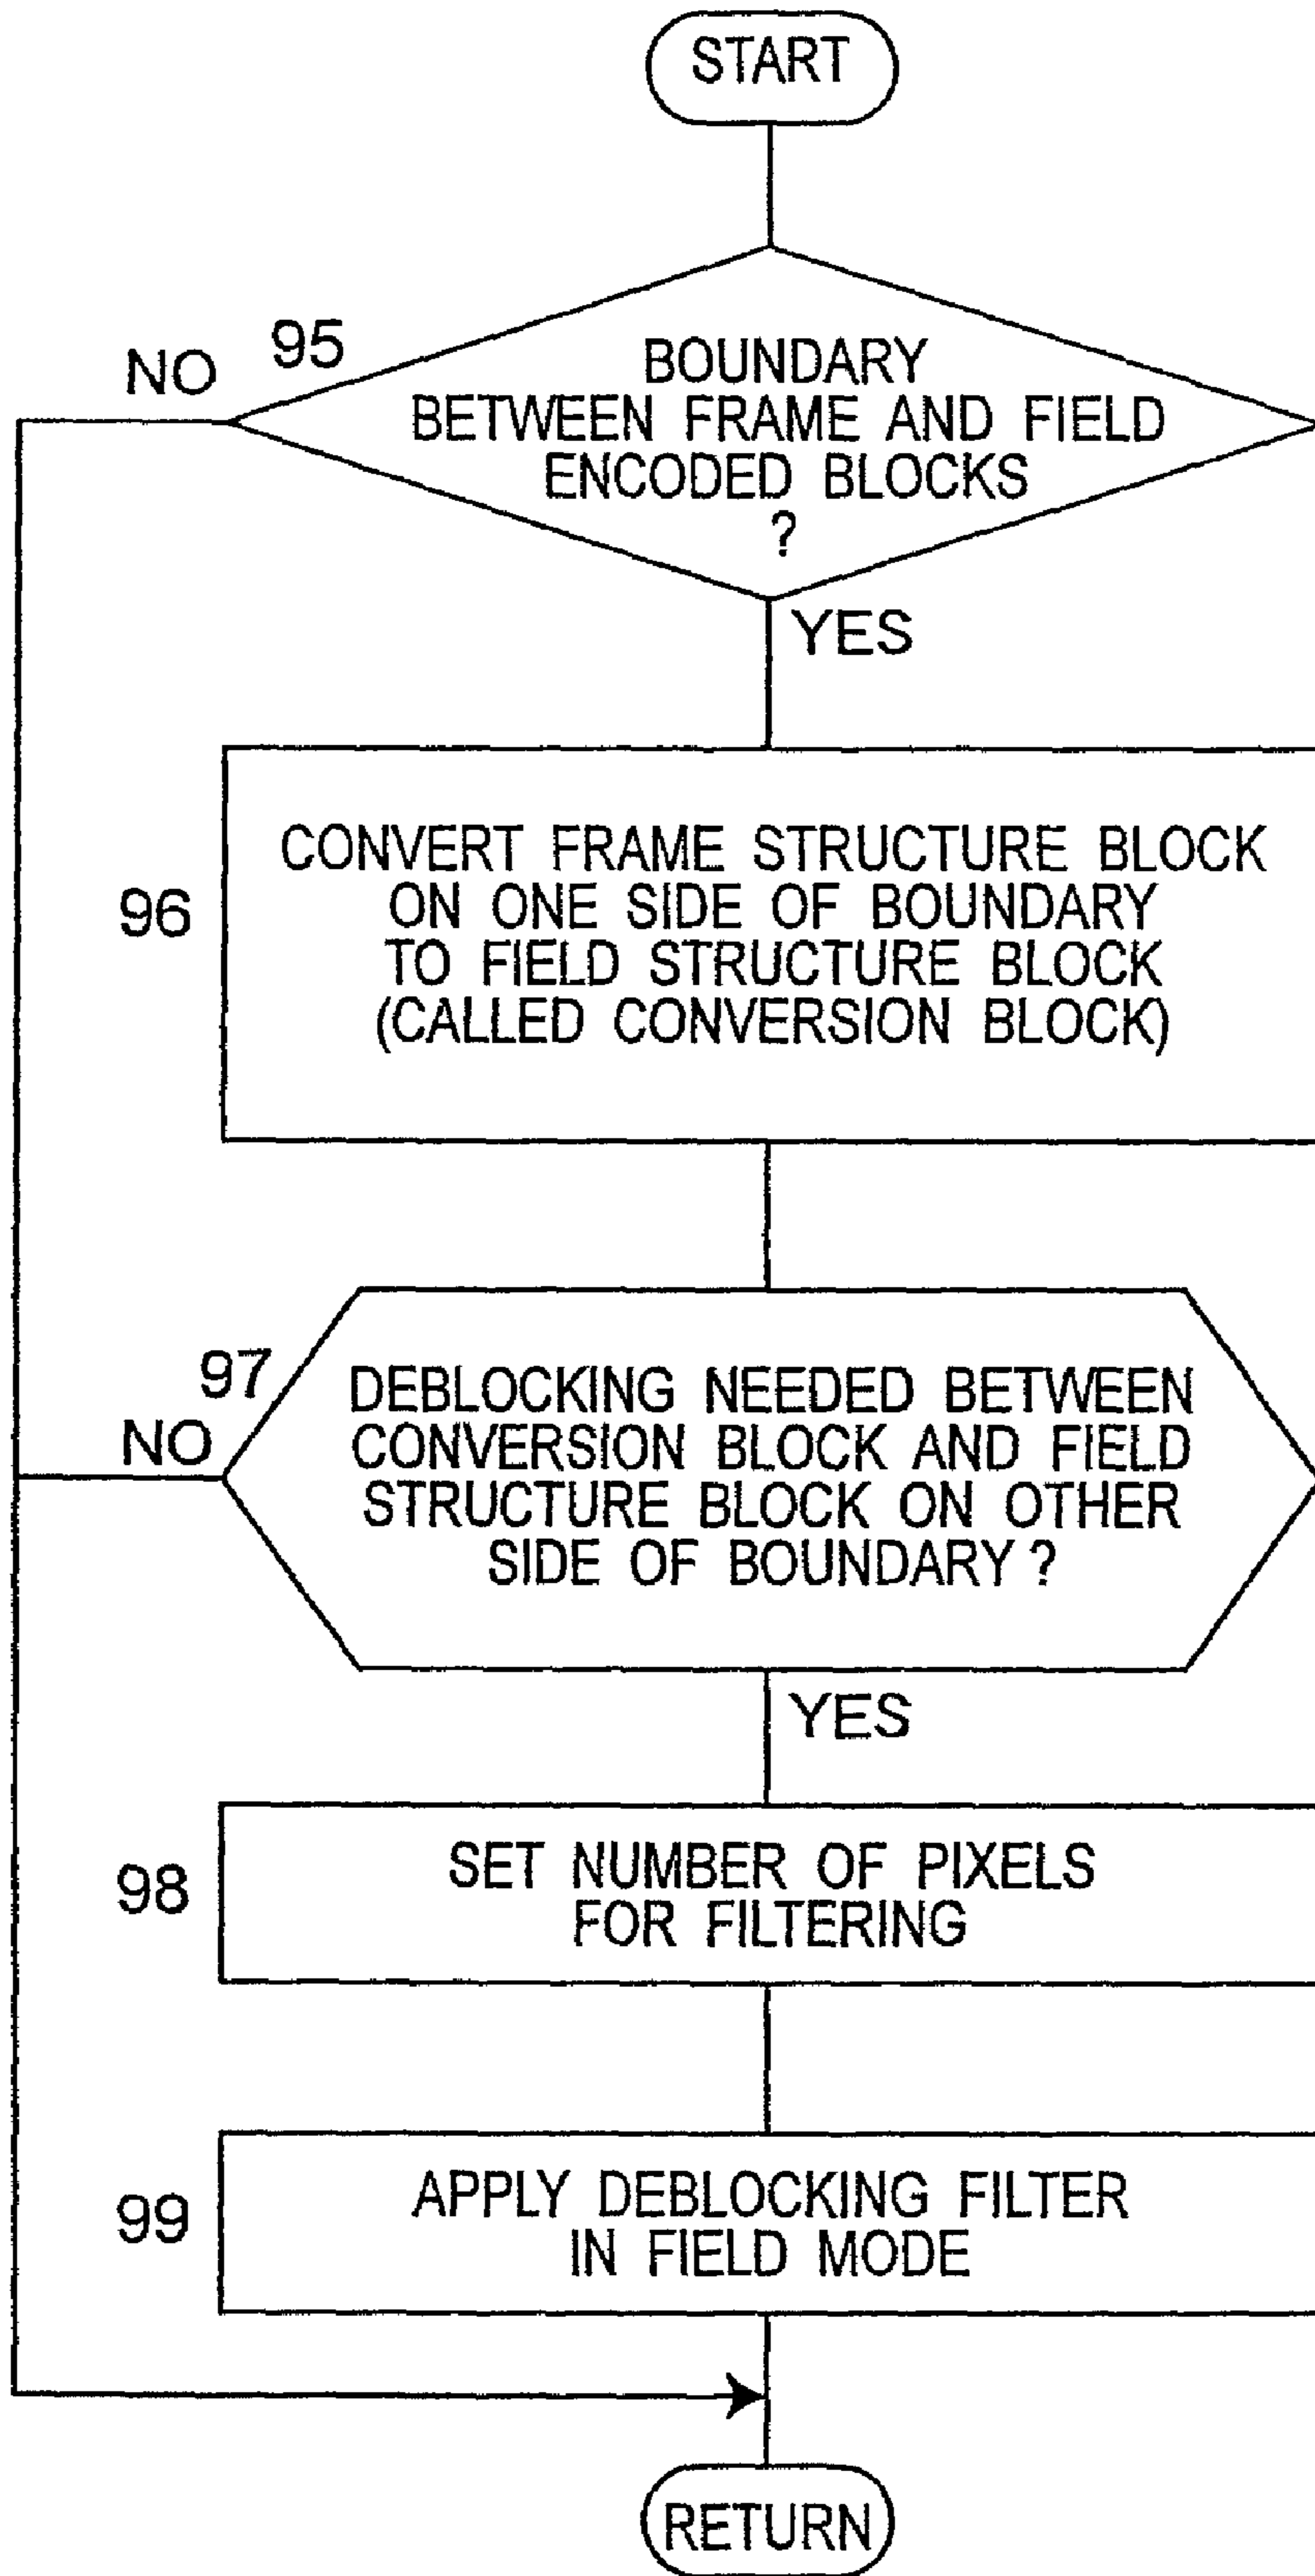 START
NO 95
BOUNDARY
BETWEEN FRAME AND FIELD
ENCODED BLOCKS
?
YES
96
CONVERT FRAME STRUCTURE BLOCK
ON ONE SIDE OF BOUNDARY
TO FIELD STRUCTURE BLOCK
(CALLED CONVERSION BLOCK)
97
NO
DEBLOCKING NEEDED BETWEEN
CONVERSION BLOCK AND FIELD
STRUCTURE BLOCK ON OTHER
SIDE OF BOUNDARY ?
YES
98
SET NUMBER OF PIXELS
FOR FILTERING
99
APPLY DEBLOCKING FILTER
IN FIELD MODE
RETURN